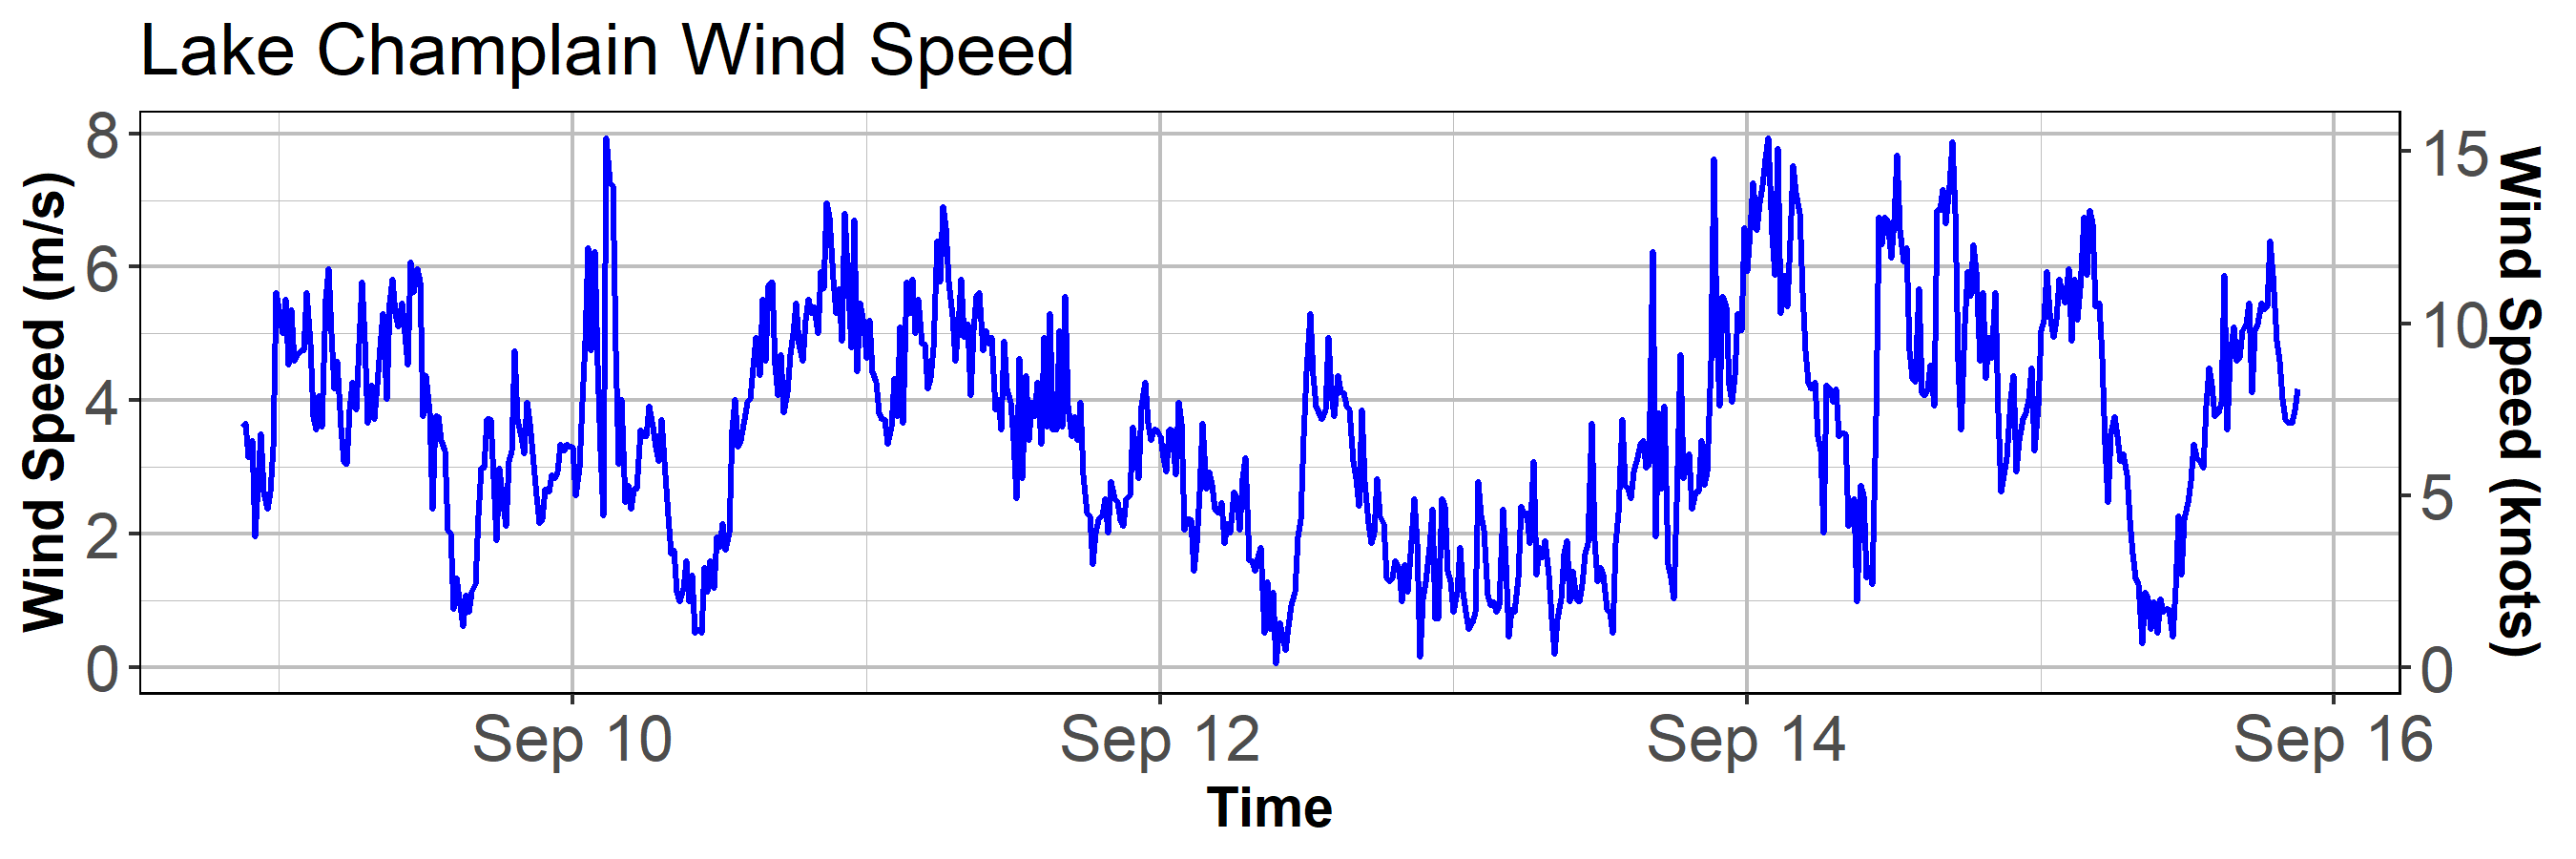 Lake Champlain Wind Speed
Wind Speed (m/s)
8
6
4
2
0
15
10
5
0
Wind Speed (knots)
Sep 10
Sep 12
Sep 14
Sep 16
Time